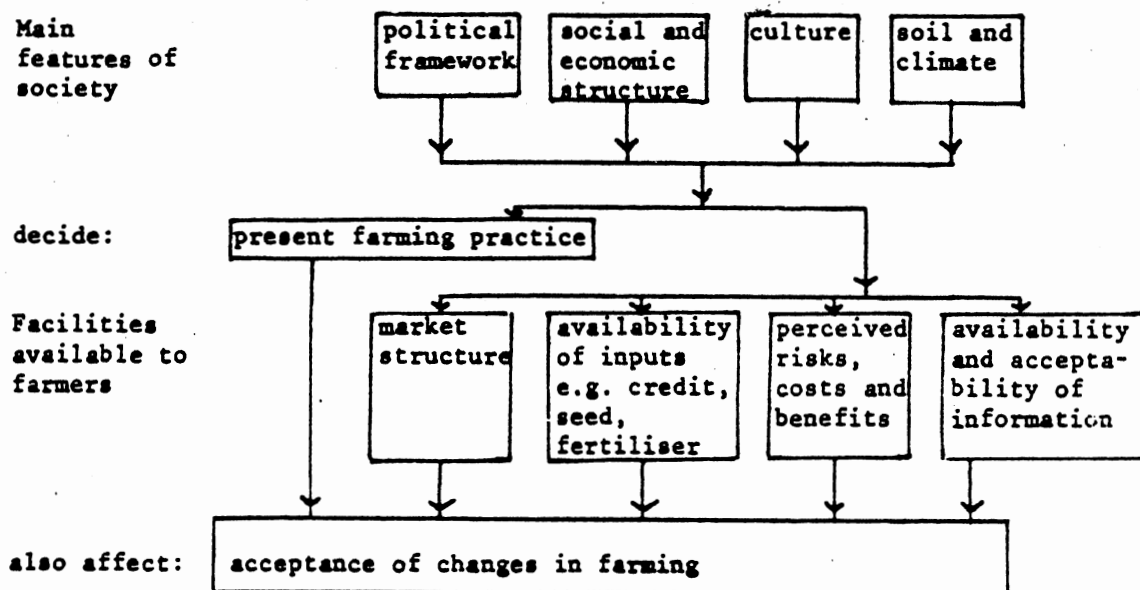 Main
features of
society
political
framework
social and
economic
structure
culture
soil and
climate
decide:
present farming practice
Facilities
available to
farmers
market
structure
availability
of inputs
e.g. credit,
seed,
fertiliser
perceived
risks,
costs and
benefits
availability
and accepta-
bility of
information
also affect:
acceptance of changes in farming